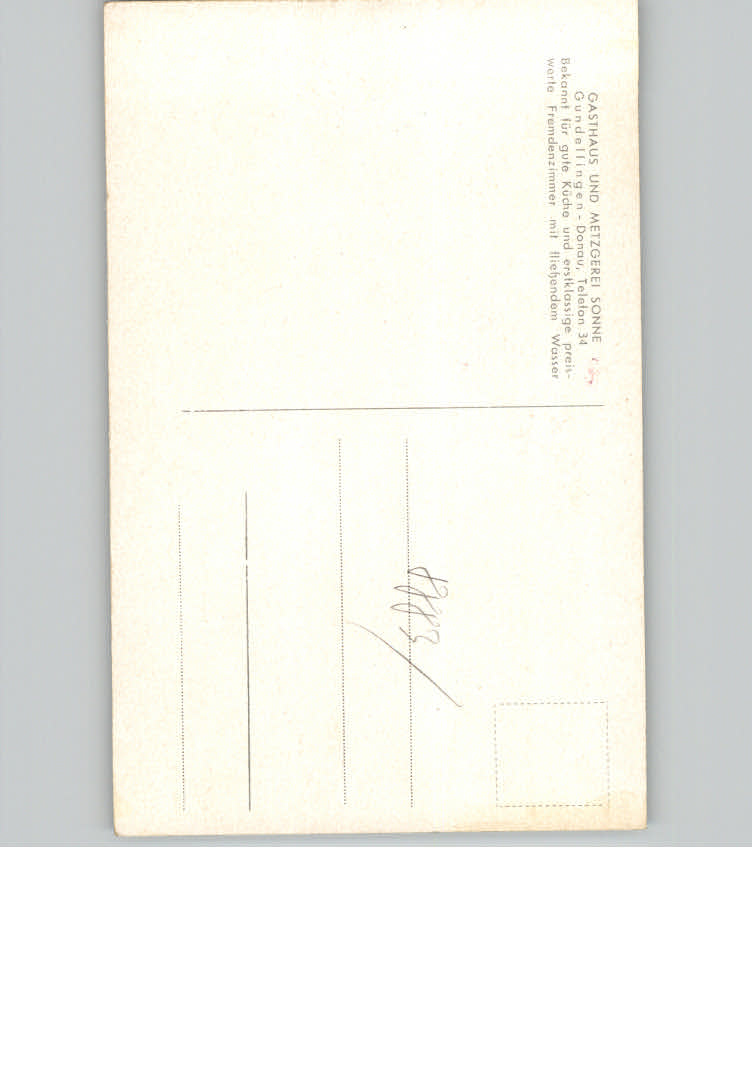 GASTHAUS UND METZGEREI SONNE
Gundelfingen - Donau, Telefon 34
Bekannt für gute Küche und erstklassige preis-
werte Fremdenzimmer mit fließendem Wasser